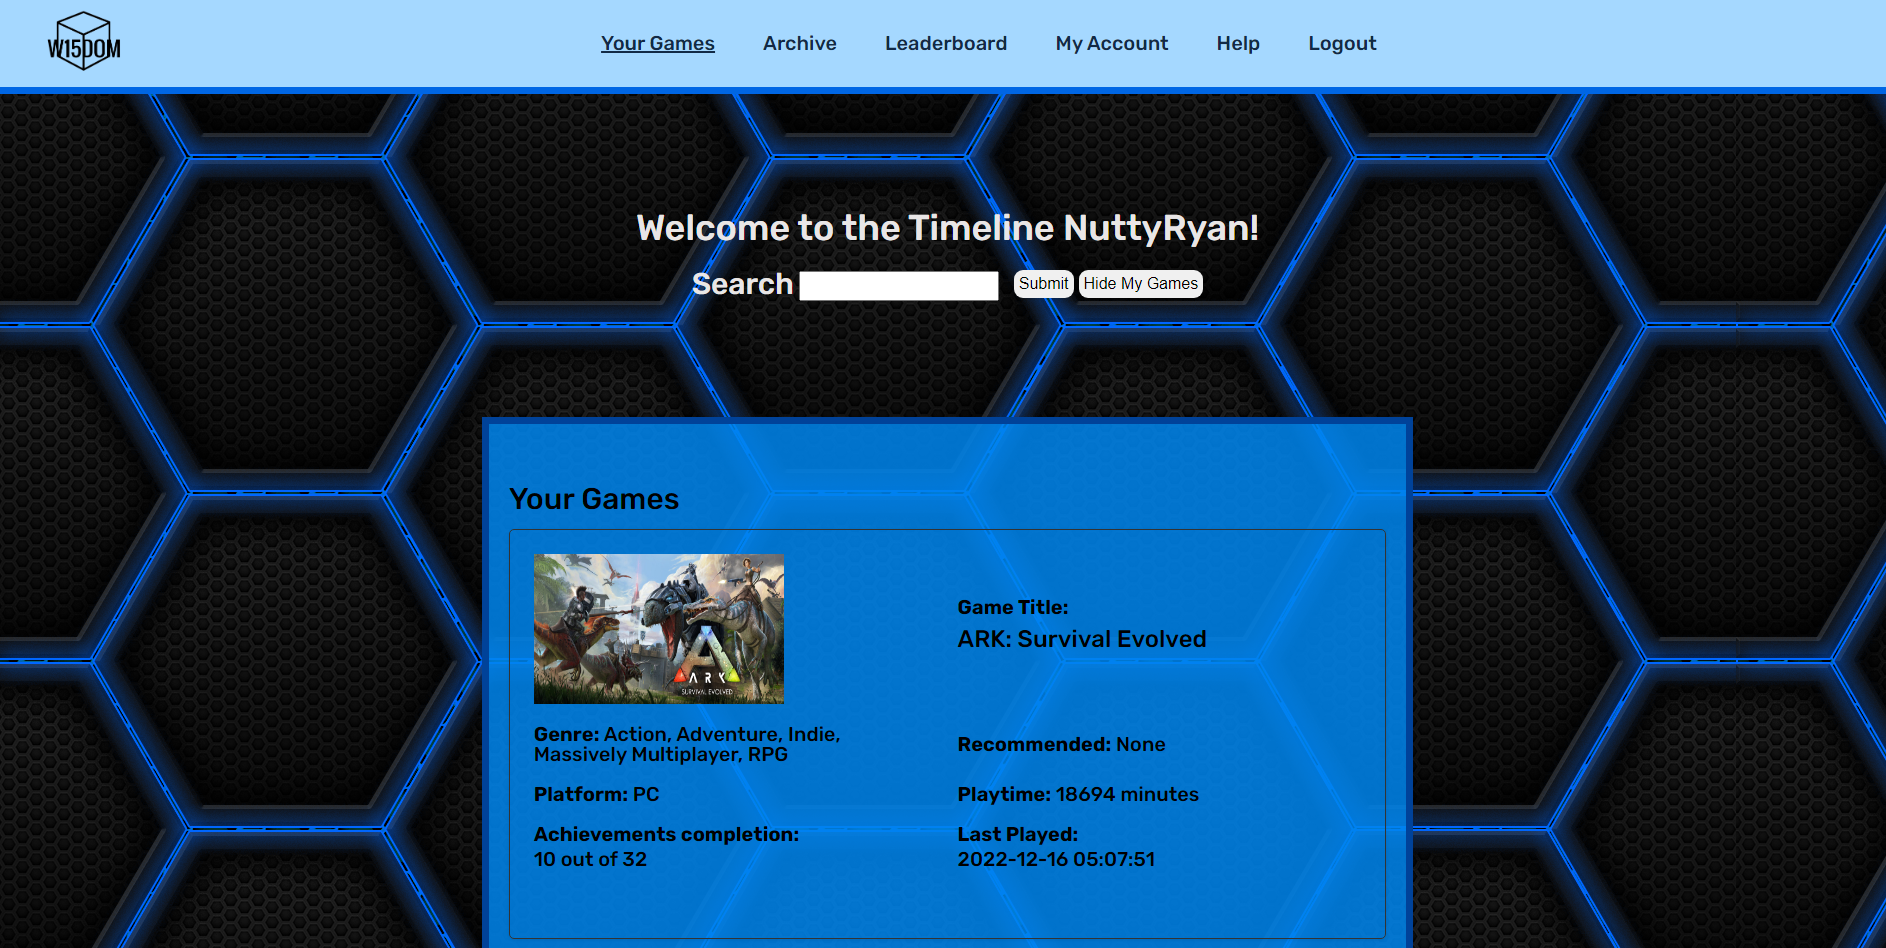 W15DOM
Your Games Archive Leaderboard My Account Help Logout
Welcome to the Timeline NuttyRyan!
Search Submit Hide My Games
Your Games
ARK
SURVIVAL EVOLVED
Game Title:
ARK: Survival Evolved
Genre: Action, Adventure, Indie,
Massively Multiplayer, RPG
Recommended: None
Platform: PC
Playtime: 18694 minutes
Achievements completion:
10 out of 32
Last Played:
2022-12-16 05:07:51